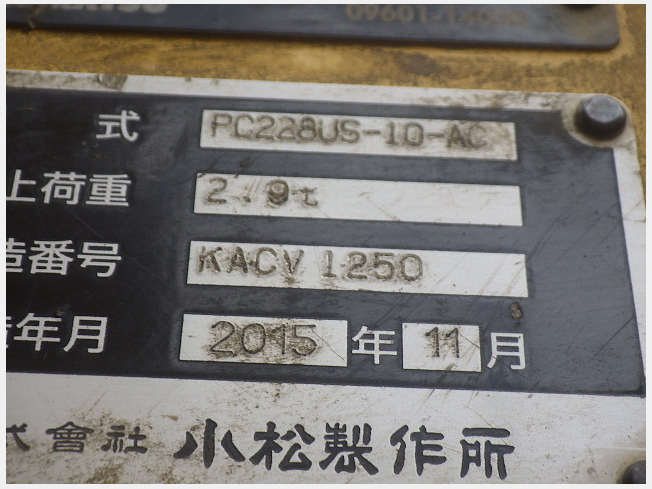 式 PC228US-10-AC
上荷重 2.9t
造番号 KACV 1250
年月 2015 年 11 月
式會社 小松製作所